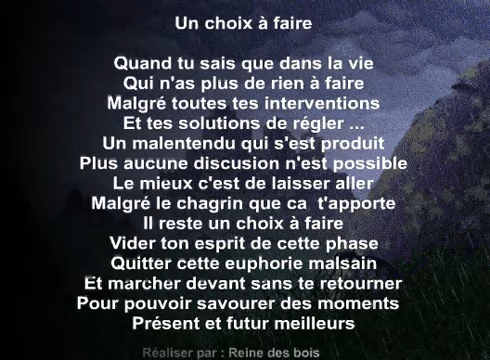 Un choix à faire
Quand tu sais que dans la vie
Qui n'as plus de rien à faire
Malgré toutes tes interventions
Et tes solutions de régler ...
Un malentendu qui s'est produit
Plus aucune discusion n'est possible
Le mieux c'est de laisser aller
Malgré le chagrin que ca t'apporte
Il reste un choix à faire
Vider ton esprit de cette phase
Quitter cette euphorie malsain
Et marcher devant sans te retourner
Pour pouvoir savourer des moments
Présent et futur meilleurs
Réaliser par : Reine des bois